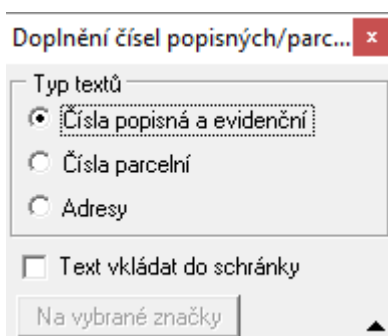 Doplnění čísel popisných/parc...
Typ textů
Čísla popisná a evidenční
Čísla parcelní
Adresy
Text vkládat do schránky
Na vybrané značky